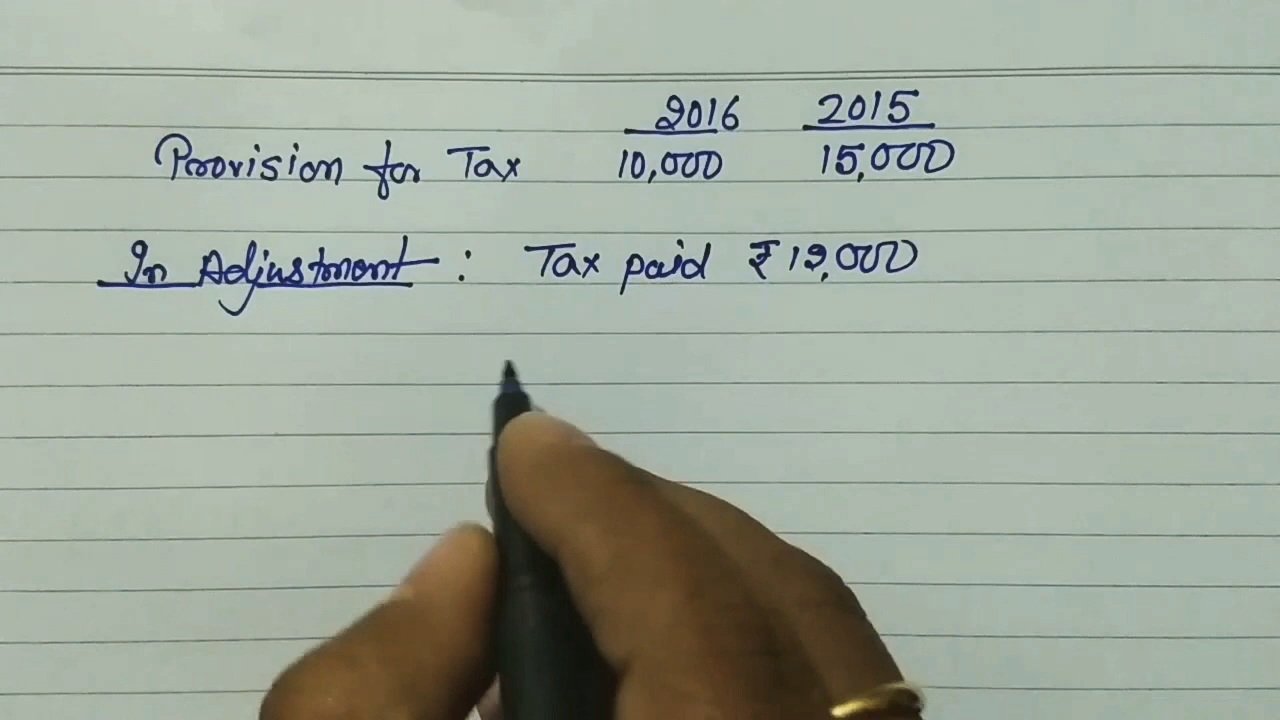 2016 2015
Provision for Tax 10,000 15,000
In Adjustment : Tax paid ₹12,000